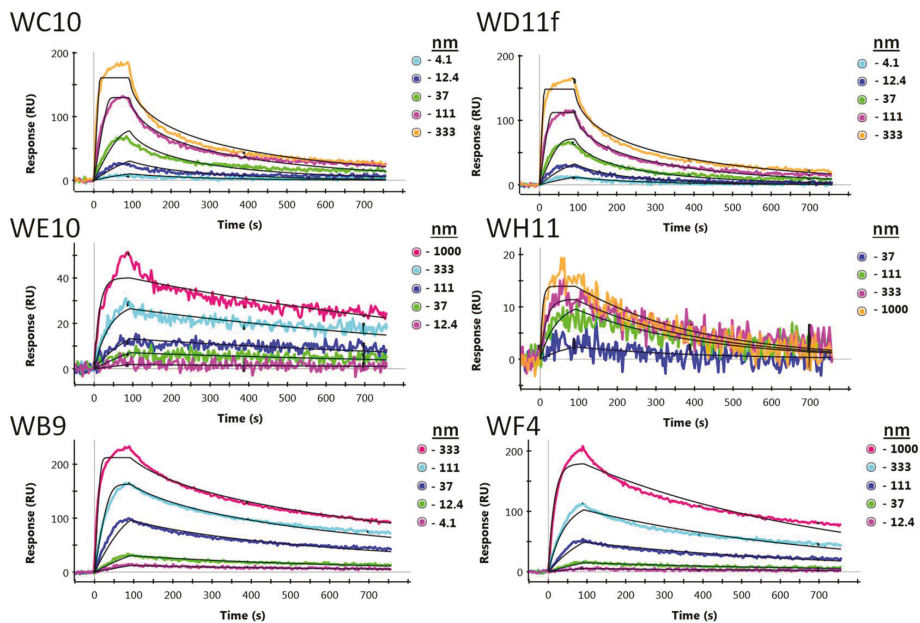 WC10
nm
- 4.1
- 12.4
- 37
- 111
- 333
Response (RU)
200
100
0
0 100 200 300 400 500 600 700
Time (s)
WD11f
nm
- 4.1
- 12.4
- 37
- 111
- 333
Response (RU)
200
100
0
0 100 200 300 400 500 600 700
Time (s)
WE10
nm
- 1000
- 333
- 111
- 37
- 12.4
Response (RU)
40
20
0
0 100 200 300 400 500 600 700
Time (s)
WH11
nm
- 37
- 111
- 333
- 1000
Response (RU)
20
10
0
0 100 200 300 400 500 600 700
Time (s)
WB9
nm
- 333
- 111
- 37
- 12.4
- 4.1
Response (RU)
200
100
0
0 100 200 300 400 500 600 700
Time (s)
WF4
nm
- 1000
- 333
- 111
- 37
- 12.4
Response (RU)
200
100
0
0 100 200 300 400 500 600 700
Time (s)